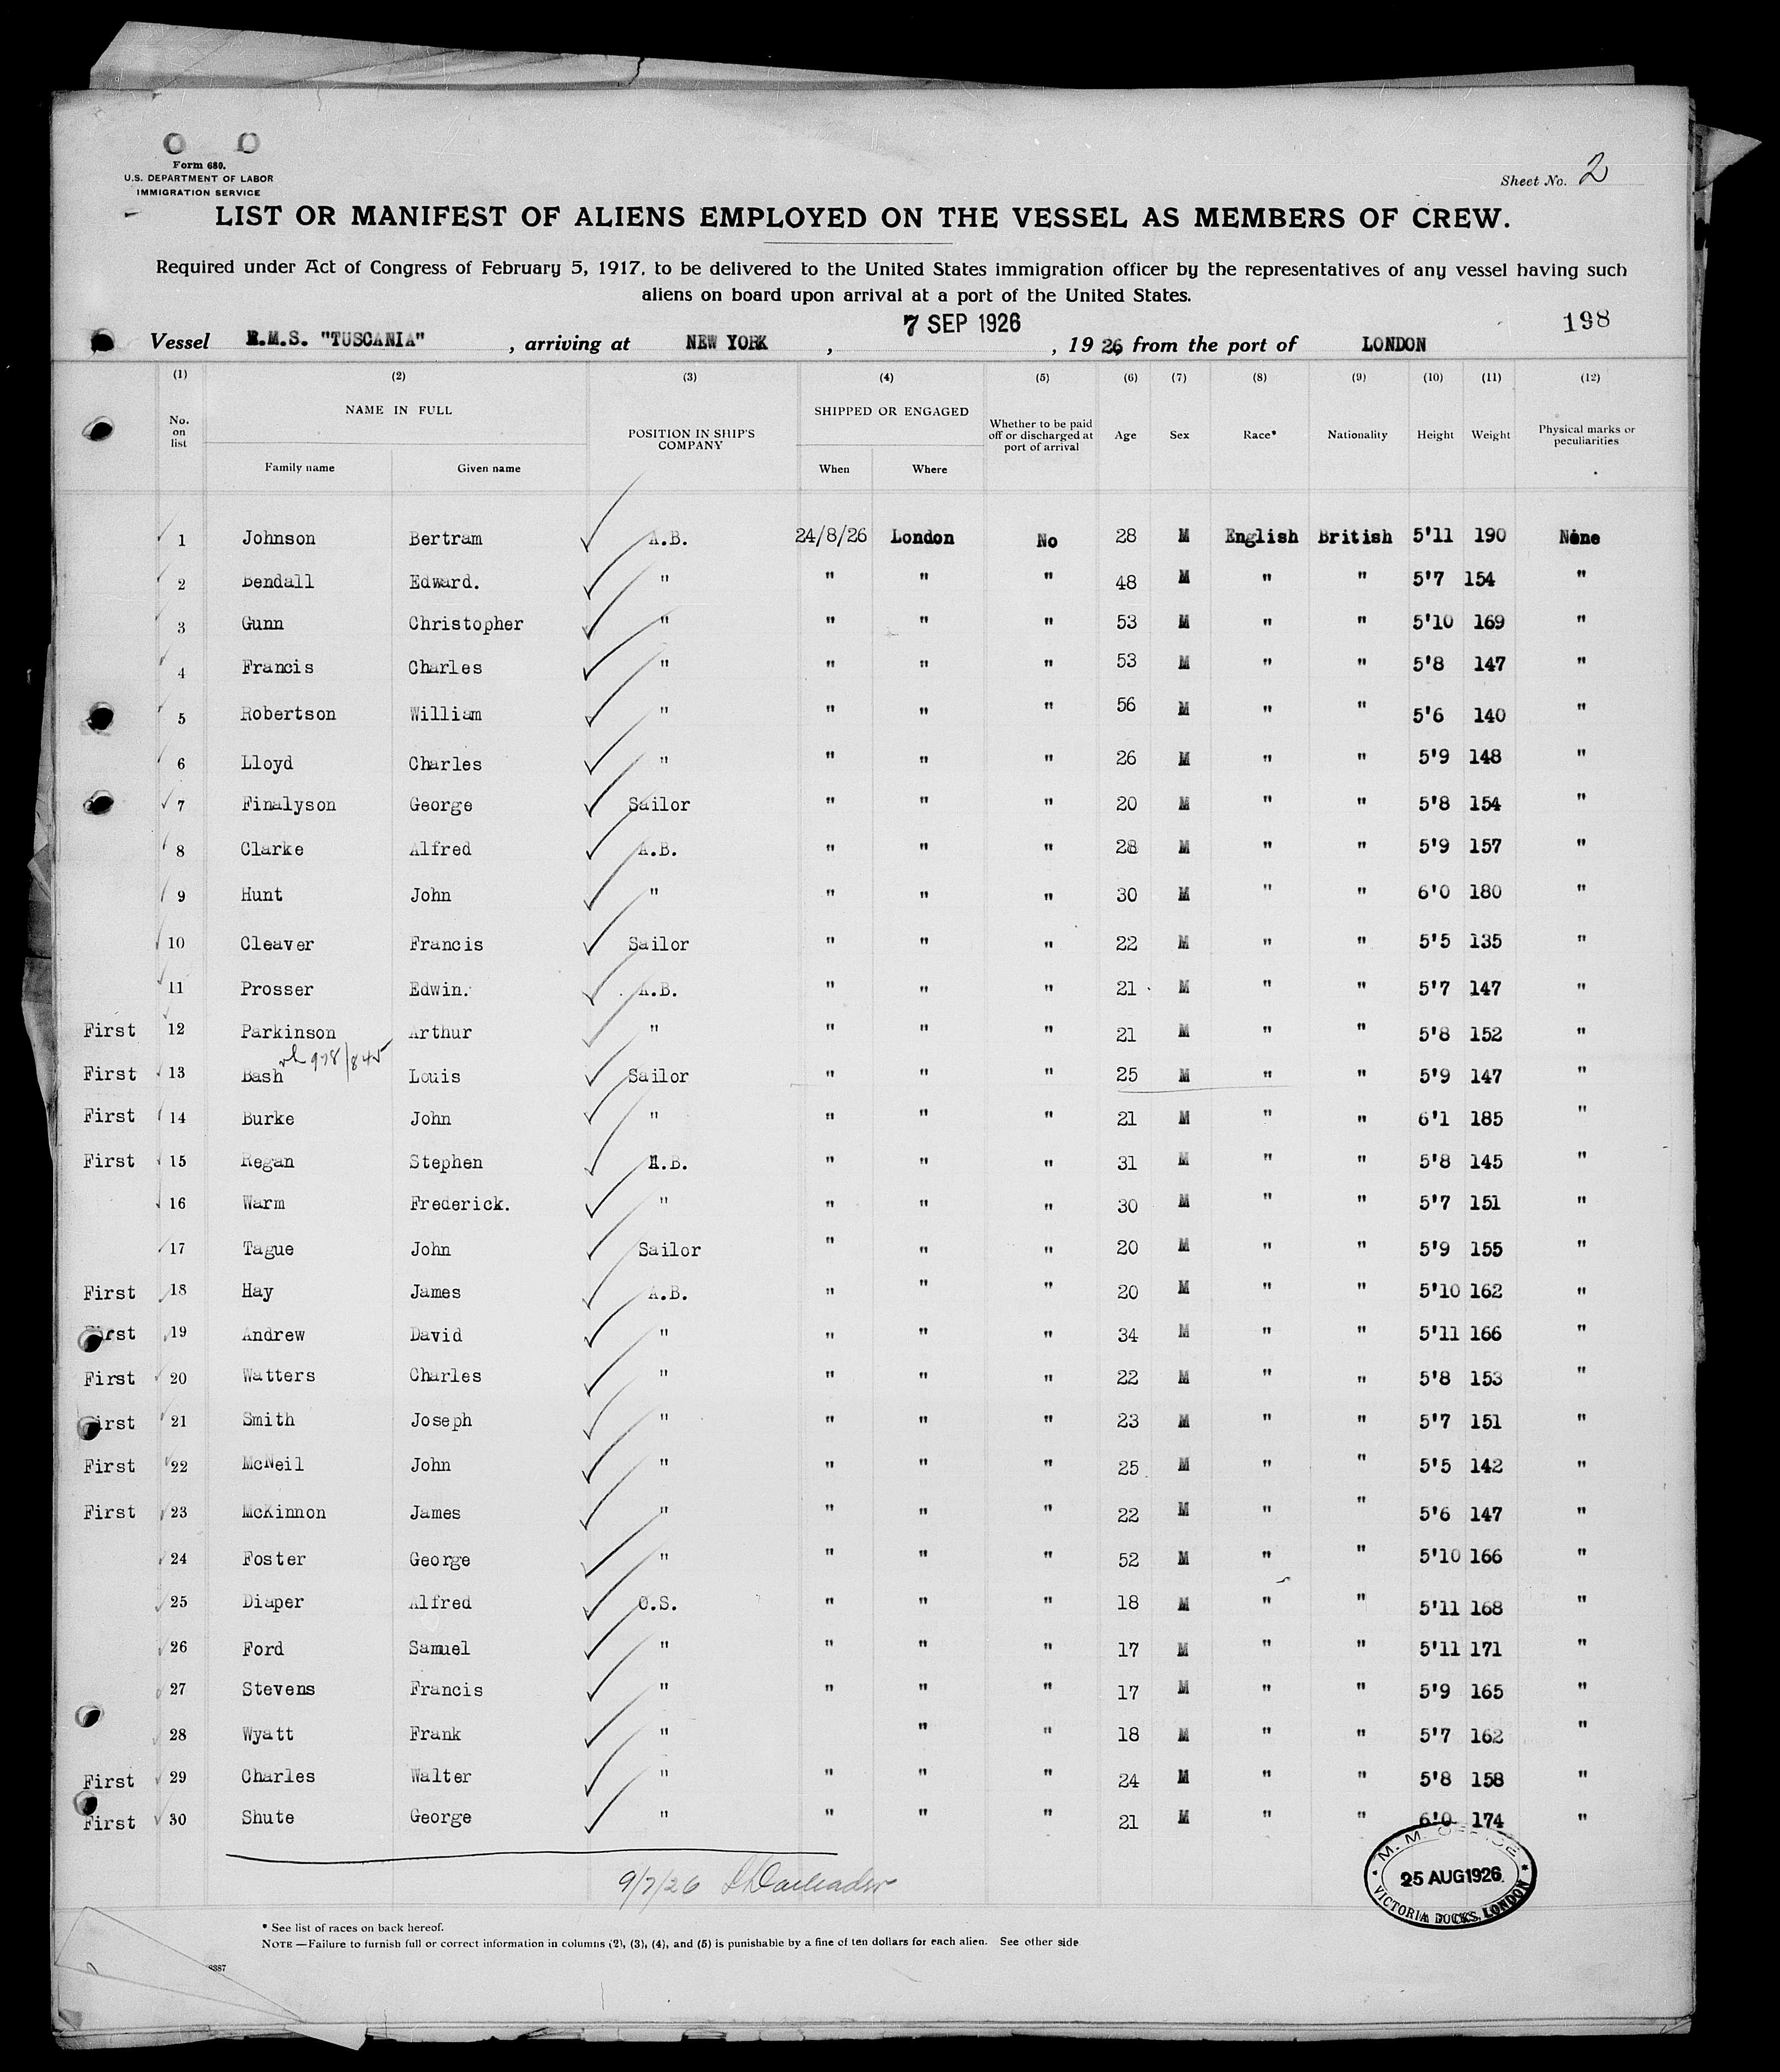 Form 680.
U.S. DEPARTMENT OF LABOR
IMMIGRATION SERVICE
Sheet No. 2
LIST OR MANIFEST OF ALIENS EMPLOYED ON THE VESSEL AS MEMBERS OF CREW.
Required under Act of Congress of February 5, 1917, to be delivered to the United States immigration officer by the representatives of any vessel having such
aliens on board upon arrival at a port of the United States.
7 SEP 1926
198
Vessel R.M.S. "TUSCANIA", arriving at NEW YORK, , 1926, from the port of LONDON
(1) (2) (3) (4) (5) (6) (7) (8) (9) (10) (11) (12)
No. on list NAME IN FULL POSITION IN SHIP'S COMPANY SHIPPED OR ENGAGED Whether to be paid off or discharged at port of arrival Age Sex Race* Nationality Height Weight Physical marks or peculiarities
Family name Given name When Where
1 Johnson Bertram A.B. 24/8/26 London No 28 M English British 5'11 190 None
2 Bendall Edward. " " " " 48 M " " 5'7 154 "
3 Gunn Christopher " " " " 53 M " " 5'10 169 "
4 Francis Charles " " " " 53 M " " 5'8 147 "
5 Robertson William " " " " 56 M " " 5'6 140 "
6 Lloyd Charles " " " " 26 M " " 5'9 148 "
7 Finalyson George Sailor " " " 20 M " " 5'8 154 "
8 Clarke Alfred A.B. " " " 28 M " " 5'9 157 "
9 Hunt John " " " " 30 M " " 6'0 180 "
10 Cleaver Francis Sailor " " " 22 M " " 5'5 135 "
11 Prosser Edwin. A.B. " " " 21 M " " 5'7 147 "
First 12 Parkinson Arthur " " " " 21 M " " 5'8 152 "
978/845
First 13 Bash Louis Sailor " " " 25 M " " 5'9 147 "
First 14 Burke John " " " " 21 M " " 6'1 185 "
First 15 Regan Stephen A.B. " " " 31 M " " 5'8 145 "
16 Warm Frederick. " " " " 30 M " " 5'7 151 "
17 Tague John Sailor " " " 20 M " " 5'9 155 "
First 18 Hay James A.B. " " " 20 M " " 5'10 162 "
First 19 Andrew David " " " " 34 M " " 5'11 166 "
First 20 Watters Charles " " " " 22 M " " 5'8 153 "
First 21 Smith Joseph " " " " 23 M " " 5'7 151 "
First 22 McNeil John " " " " 25 M " " 5'5 142 "
First 23 McKinnon James " " " " 22 M " " 5'6 147 "
24 Foster George " " " " 52 M " " 5'10 166 "
25 Diaper Alfred O.S. " " " 18 M " " 5'11 168 "
26 Ford Samuel " " " " 17 M " " 5'11 171 "
27 Stevens Francis " " " " 17 M " " 5'9 165 "
28 Wyatt Frank " " " 18 M " " 5'7 162 "
First 29 Charles Walter " " " " 24 M " " 5'8 158 "
First 30 Shute George " " " " 21 M " " 6'0 174 "
9/7/26
M. M. OFFICE
25 AUG 1926
VICTORIA DOCKS, LONDON
* See list of races on back hereof.
NOTE—Failure to furnish full or correct information in columns (2), (3), (4), and (5) is punishable by a fine of ten dollars for each alien. See other side